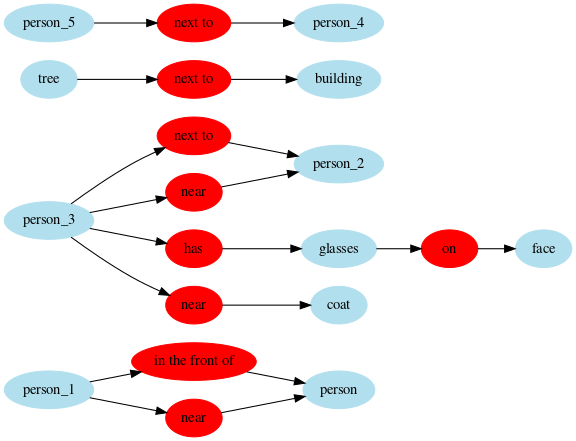 person_5 next to person_4
tree next to building
next to
person_2
near
person_3
has glasses on face
near coat
in the front of
person_1 person
near